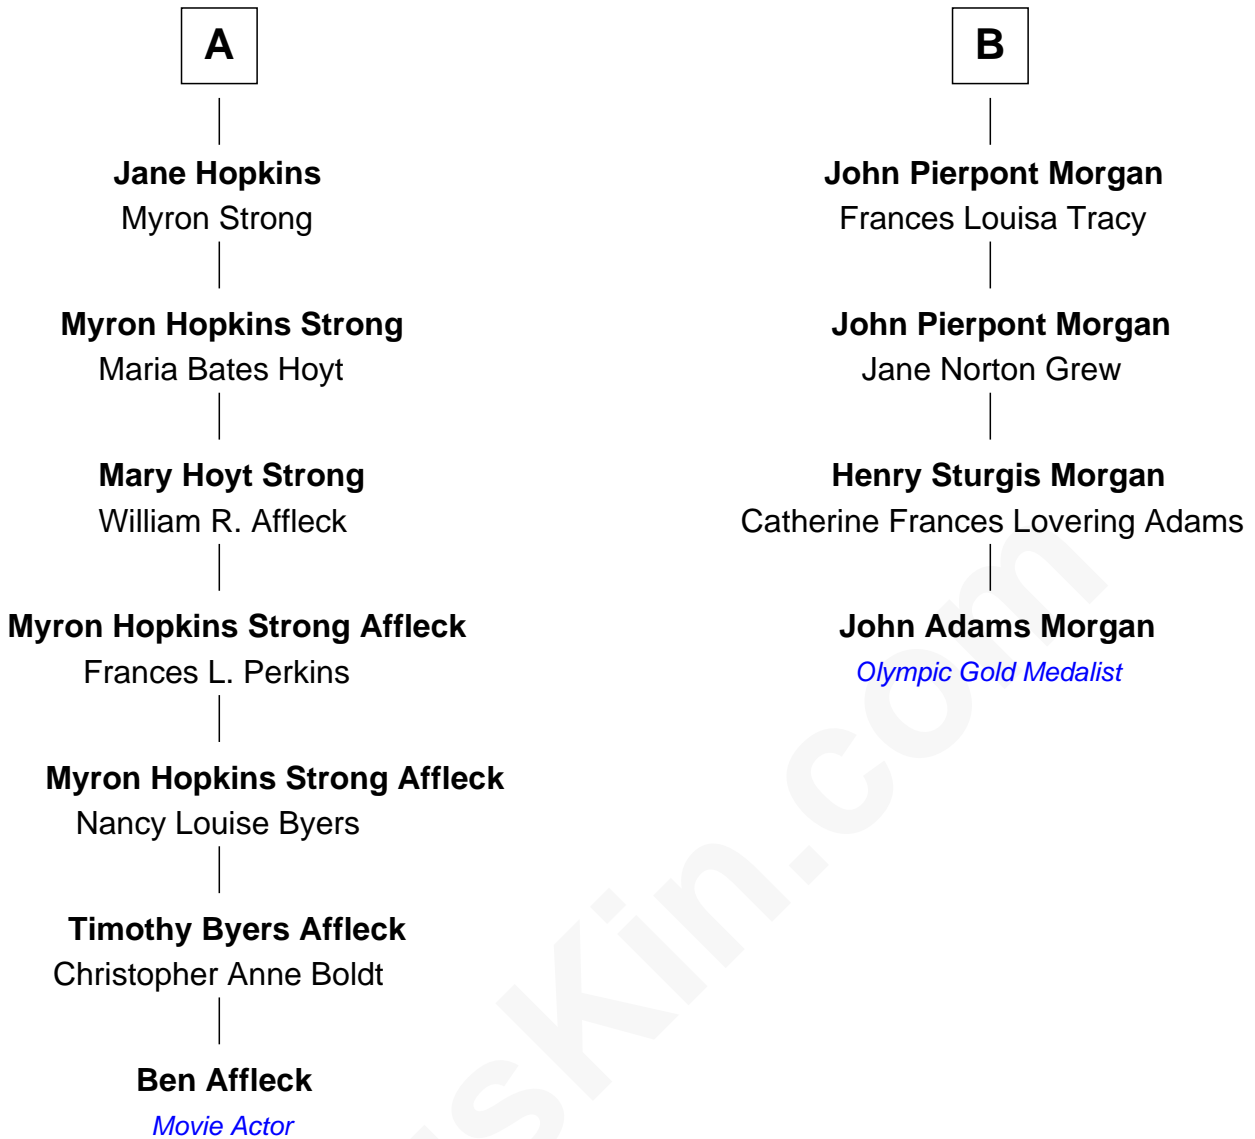 A
Jane Hopkins
Myron Strong
Myron Hopkins Strong
Maria Bates Hoyt
Mary Hoyt Strong
William R. Affleck
Myron Hopkins Strong Affleck
Frances L. Perkins
Myron Hopkins Strong Affleck
Nancy Louise Byers
Timothy Byers Affleck
Christopher Anne Boldt
Ben Affleck
Movie Actor
B
John Pierpont Morgan
Frances Louisa Tracy
John Pierpont Morgan
Jane Norton Grew
Henry Sturgis Morgan
Catherine Frances Lovering Adams
John Adams Morgan
Olympic Gold Medalist
sKin.com